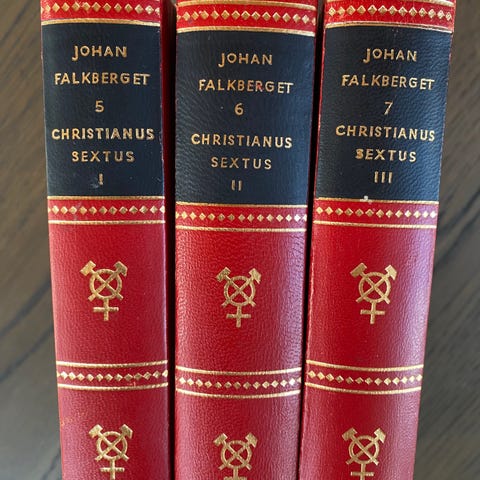 JOHAN
FALKBERGET
5
CHRISTIANUS
SEXTUS
I
JOHAN
FALKBERGET
6
CHRISTIANUS
SEXTUS
II
JOHAN
FALKBERGET
7
CHRISTIANUS
SEXTUS
III